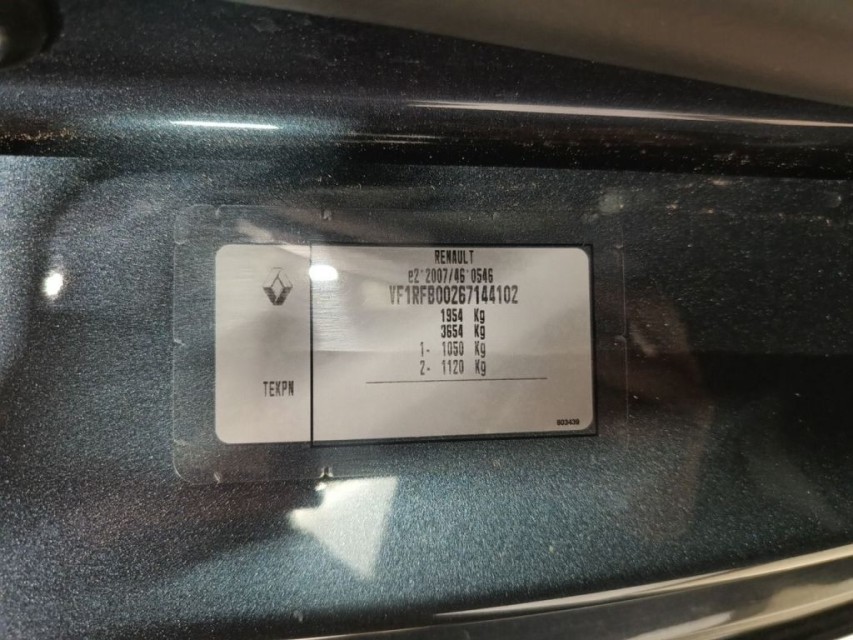 RENAULT
e2*2007/46*0546
VF1RFB00267144102
1954 Kg
3654 Kg
1- 1050 Kg
2- 1120 Kg
TEKPN
803439